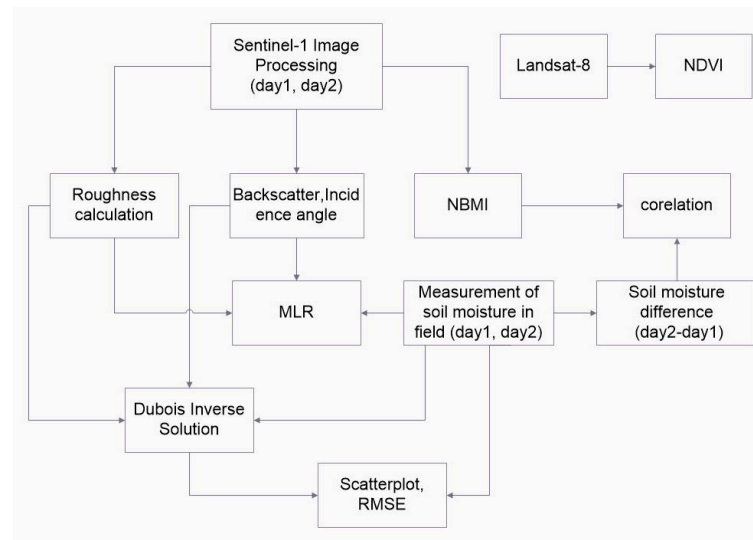 Sentinel-1 Image
Processing
(day1, day2)
Landsat-8
NDVI
Roughness
calculation
Backscatter,Incid
ence angle
NBMI
corelation
MLR
Measurement of
soil moisture in
field (day1, day2)
Soil moisture
difference
(day2-day1)
Dubois Inverse
Solution
Scatterplot,
RMSE